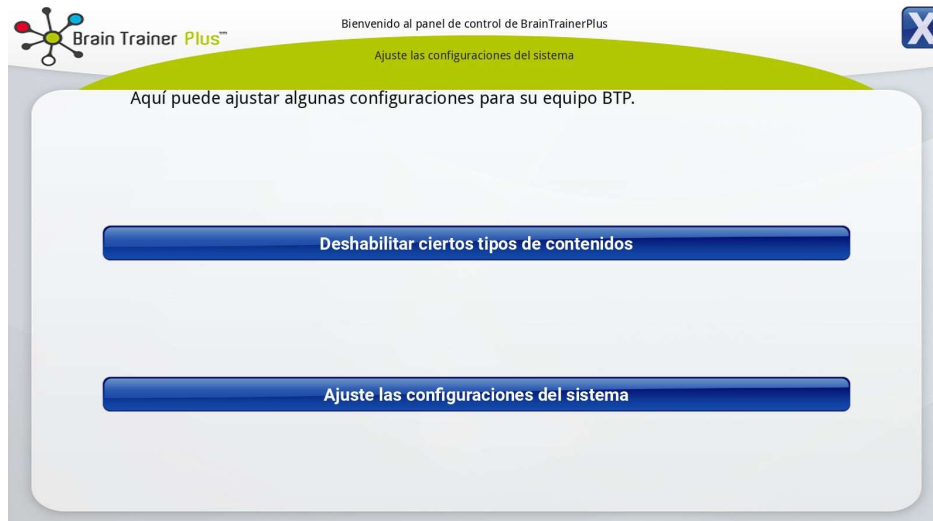 Bienvenido al panel de control de BrainTrainerPlus
X
Brain Trainer Plus™
Ajuste las configuraciones del sistema
Aquí puede ajustar algunas configuraciones para su equipo BTP.
Deshabilitar ciertos tipos de contenidos
Ajuste las configuraciones del sistema